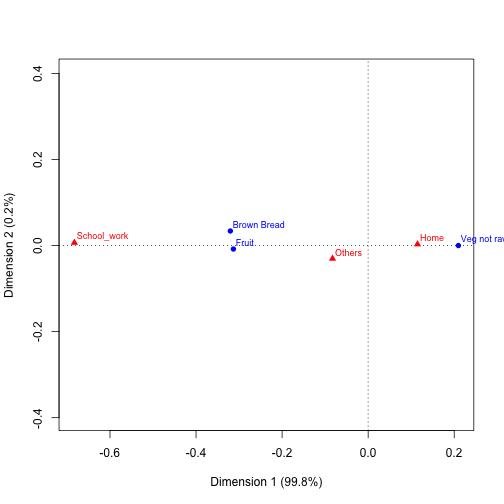 0.4
0.2
0.0
-0.2
-0.4
Dimension 2 (0.2%)
School_work
Brown Bread
Fruit
Others
Home
Veg not rav
-0.6
-0.4
-0.2
0.0
0.2
Dimension 1 (99.8%)